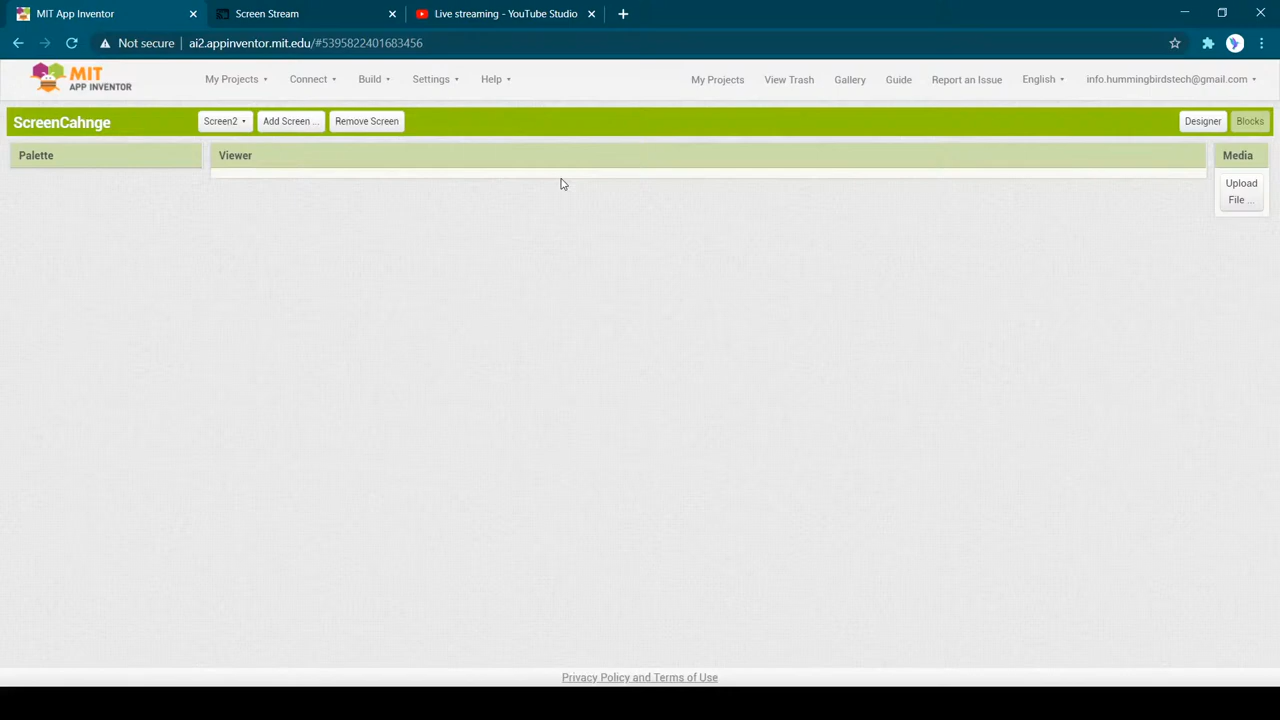 MIT App Inventor
Screen Stream
Live streaming - YouTube Studio
Not secure
ai2.appinventor.mit.edu/#5395822401683456
MIT
APP INVENTOR
My Projects
Connect
Build
Settings
Help
My Projects
View Trash
Gallery
Guide
Report an Issue
English
info.hummingbirdstech@gmail.com
ScreenCahnge
Screen2
Add Screen ...
Remove Screen
Designer
Blocks
Palette
Viewer
Media
Upload
File ...
Privacy Policy and Terms of Use